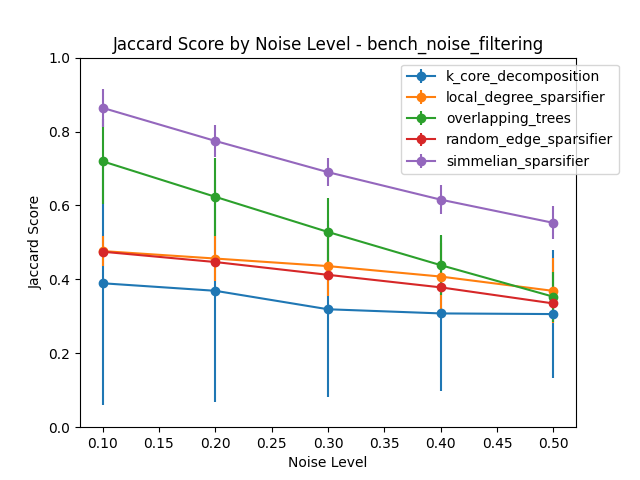 Jaccard Score by Noise Level - bench_noise_filtering
k_core_decomposition
local_degree_sparsifier
overlapping_trees
random_edge_sparsifier
simmelian_sparsifier
Jaccard Score
1.0
0.8
0.6
0.4
0.2
0.0
0.10 0.15 0.20 0.25 0.30 0.35 0.40 0.45 0.50
Noise Level